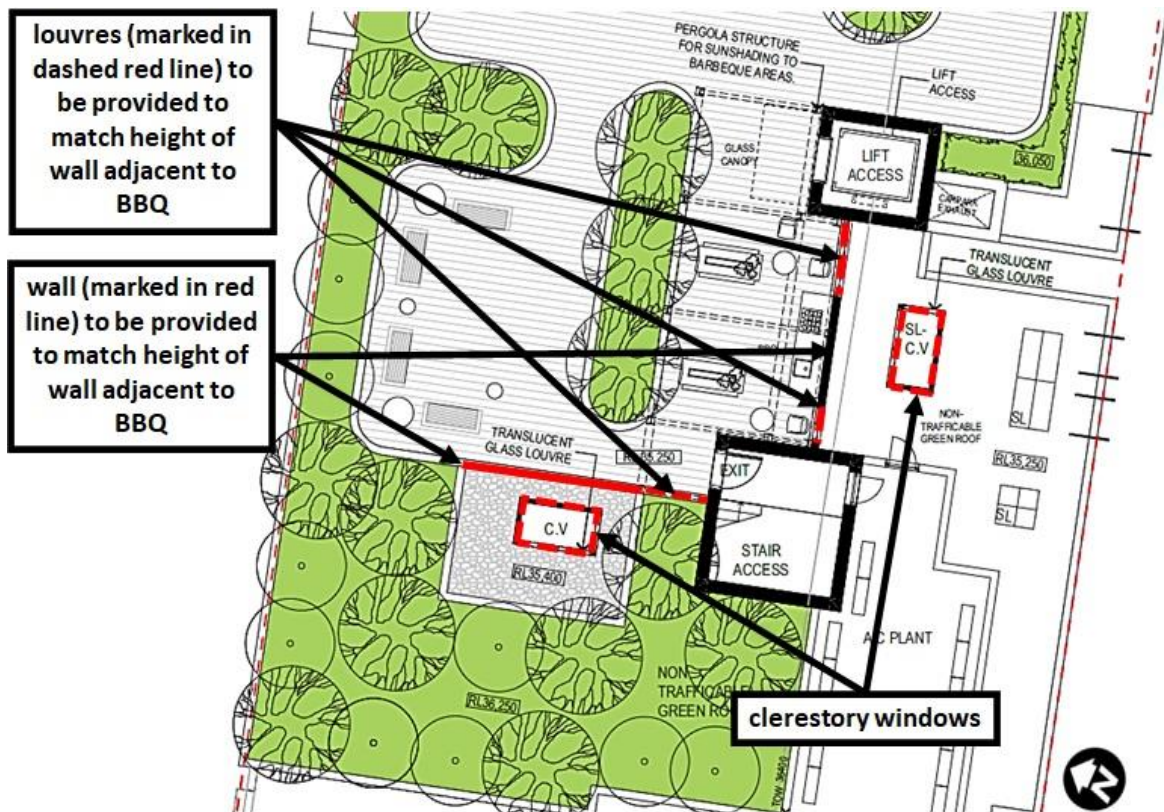 louvres (marked in
dashed red line) to
be provided to
match height of
wall adjacent to
BBQ
wall (marked in red
line) to be provided
to match height of
wall adjacent to
BBQ
PERGOLA STRUCTURE
FOR SUNSHADING TO
BARBEQUE AREAS.
LIFT
ACCESS
GLASS
CANOPY
LIFT
ACCESS
36,050
CARPARK
EXHAUST
TRANSLUCENT
GLASS LOUVRE
SL-
C.V
NON-
TRAFFICABLE
GREEN ROOF
SL
RL35,250
SL
TRANSLUCENT
GLASS LOUVRE
EXIT
C.V
RL35,400
STAIR
ACCESS
A/C PLANT
NON-
TRAFFICABLE
GREEN
RL36,250
clerestory windows
N